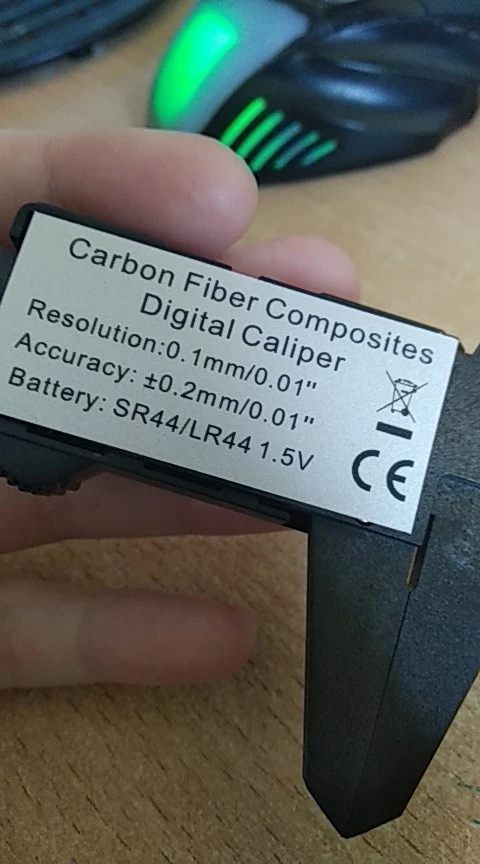 Carbon Fiber Composites
Digital Caliper
Resolution:0.1mm/0.01"
Accuracy: ±0.2mm/0.01"
Battery: SR44/LR44 1.5V
CE